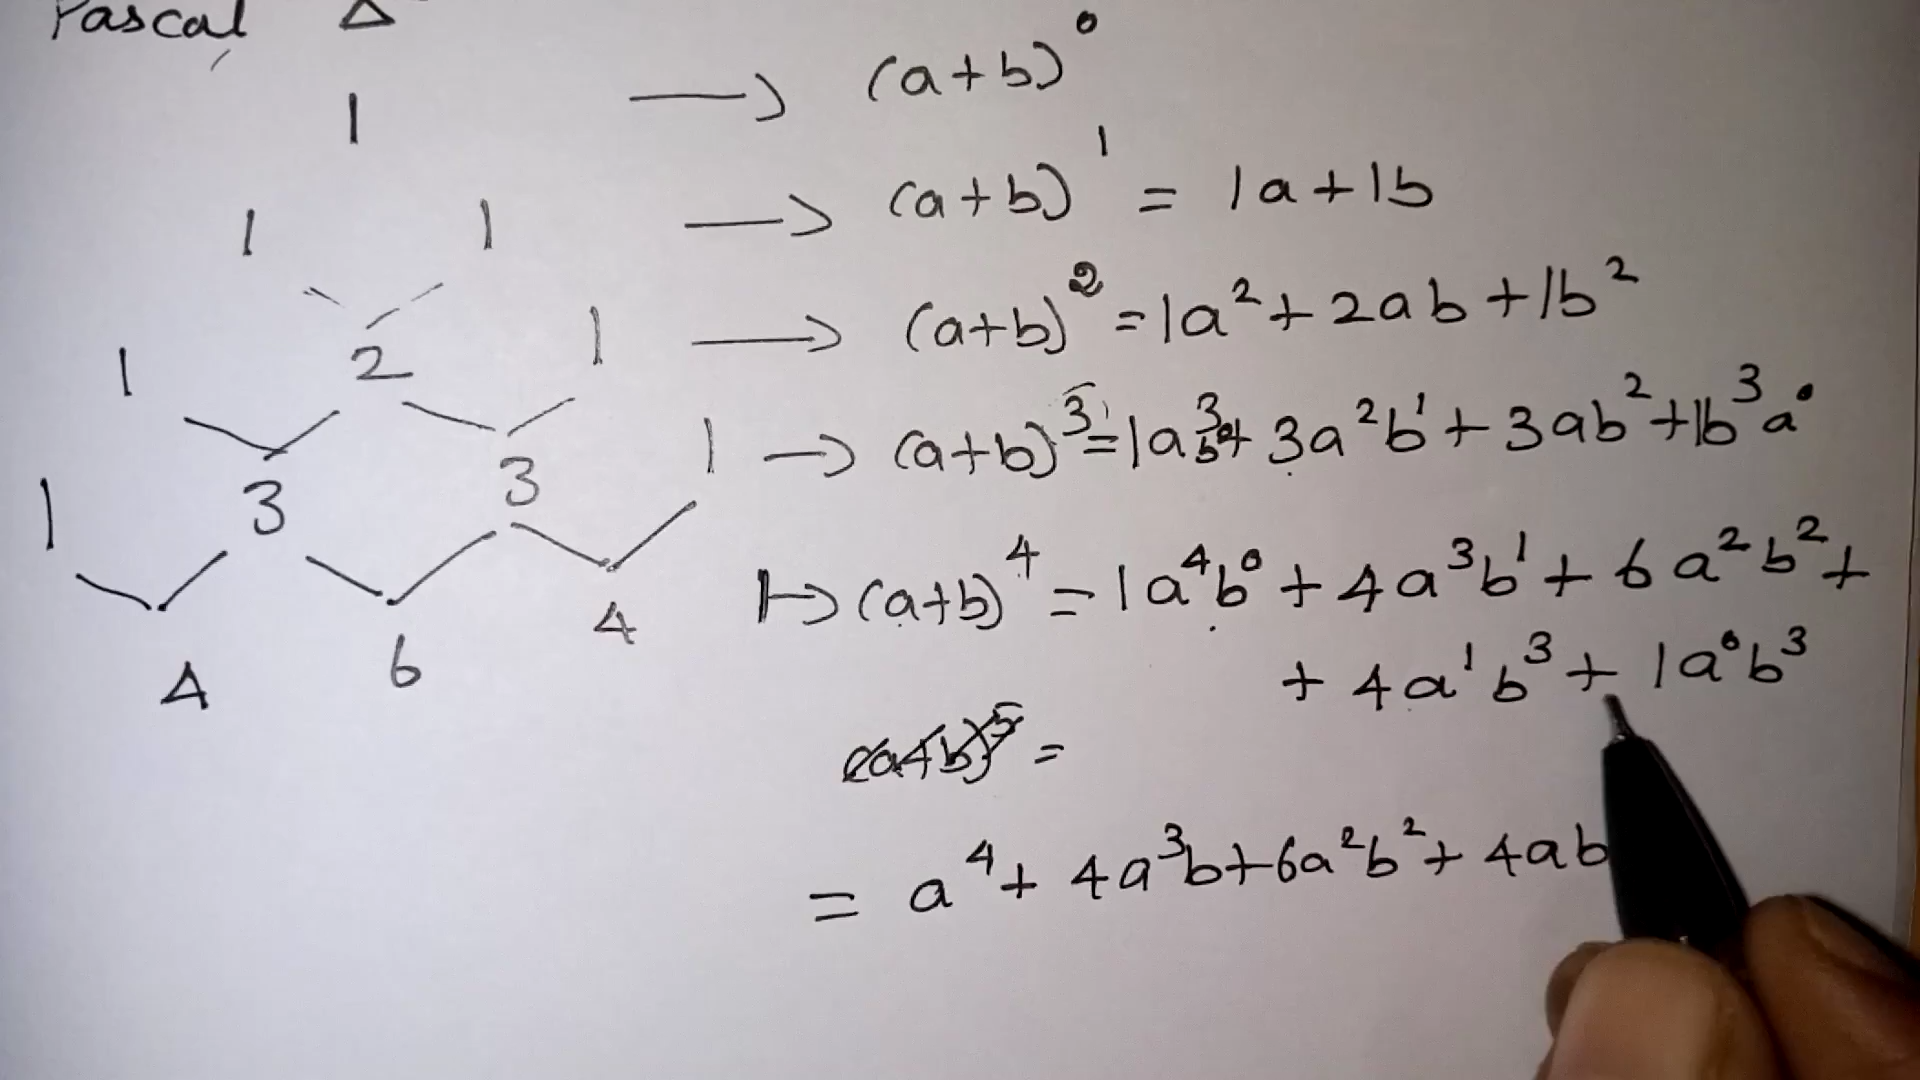 Pascal Δ
1 → (a+b)⁰
1 1 → (a+b)¹ = 1a+1b
1 2 1 → (a+b)² = 1a² + 2ab + 1b²
1 3 3 1 → (a+b)³ = 1a³b⁰ + 3a²b¹ + 3ab² + 1b³a⁰
1 4 6 4 1 → (a+b)⁴ = 1a⁴b⁰ + 4a³b¹ + 6a²b² +
+ 4a¹b³ + 1a⁰b³
(a+b)⁵ =
= a⁴ + 4a³b + 6a²b² + 4ab